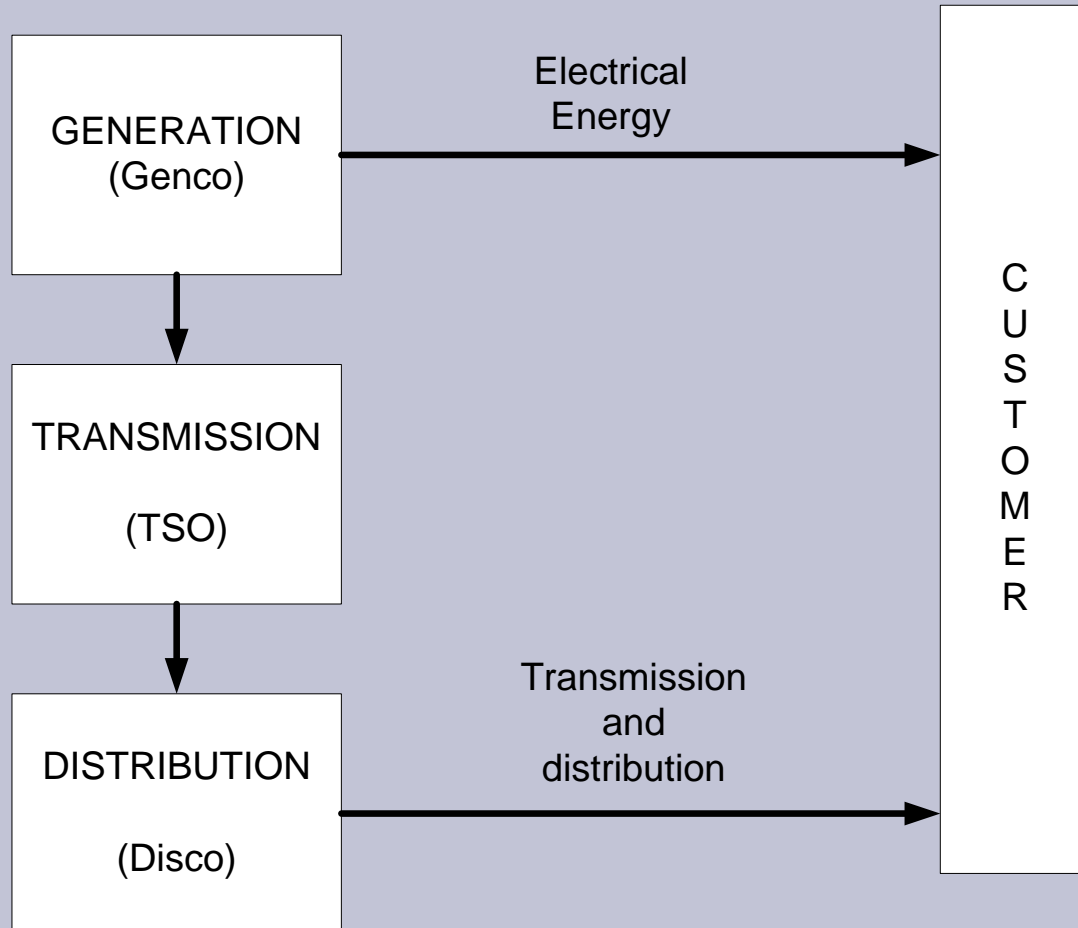 GENERATION
(Genco)
Electrical
Energy
TRANSMISSION
(TSO)
DISTRIBUTION
(Disco)
Transmission
and
distribution
C
U
S
T
O
M
E
R